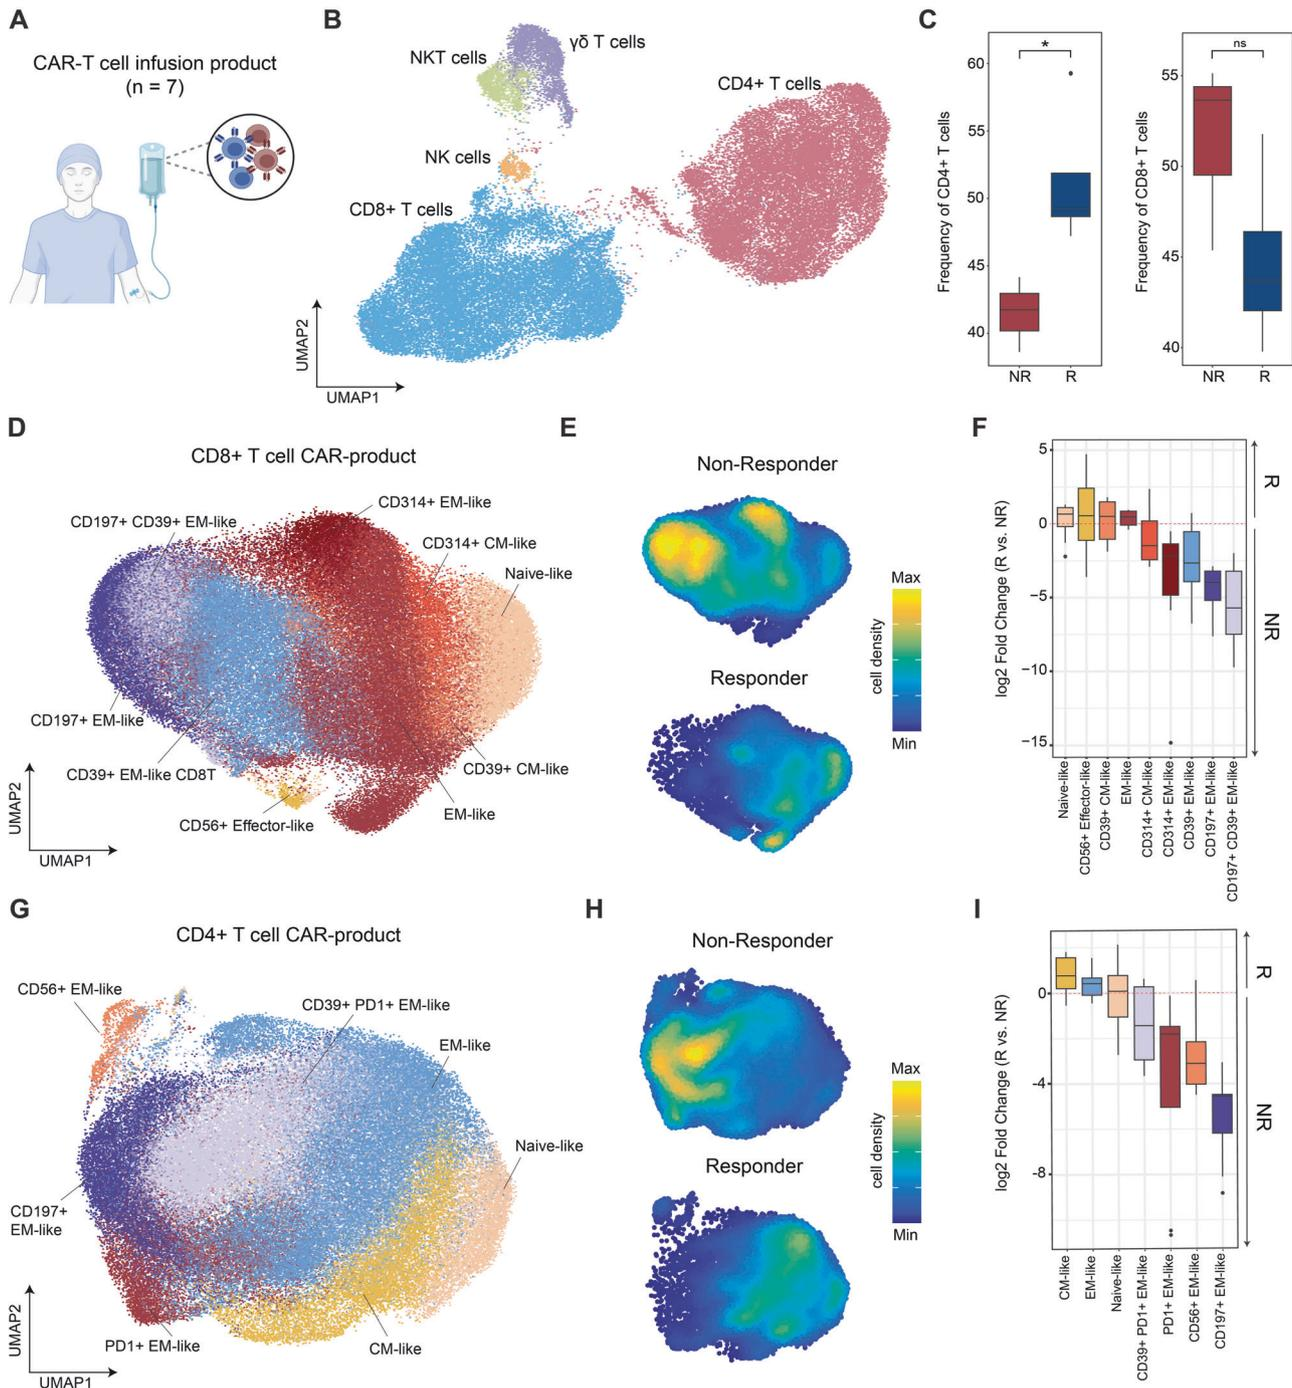 A
CAR-T cell infusion product
(n = 7)
B
NKT cells
γδ T cells
CD4+ T cells
NK cells
CD8+ T cells
UMAP2
UMAP1
C
Frequency of CD4+ T cells
60
55
50
45
40
*
NR
R
Frequency of CD8+ T cells
55
50
45
40
ns
NR
R
D
CD8+ T cell CAR-product
CD314+ EM-like
CD197+ CD39+ EM-like
CD314+ CM-like
Naive-like
CD197+ EM-like
CD39+ EM-like CD8T
CD39+ CM-like
EM-like
CD56+ Effector-like
UMAP2
UMAP1
E
Non-Responder
Responder
cell density
Max
Min
F
log2 Fold Change (R vs. NR)
5
0
−5
−10
−15
R
NR
Naive-like
CD56+ Effector-like
CD39+ CM-like
EM-like
CD314+ CM-like
CD314+ EM-like
CD39+ EM-like
CD197+ EM-like
CD197+ CD39+ EM-like
G
CD4+ T cell CAR-product
CD56+ EM-like
CD39+ PD1+ EM-like
EM-like
Naive-like
CD197+
EM-like
PD1+ EM-like
CM-like
UMAP2
UMAP1
H
Non-Responder
Responder
cell density
Max
Min
I
log2 Fold Change (R vs. NR)
0
-4
-8
R
NR
CM-like
EM-like
Naive-like
CD39+ PD1+ EM-like
PD1+ EM-like
CD56+ EM-like
CD197+ EM-like